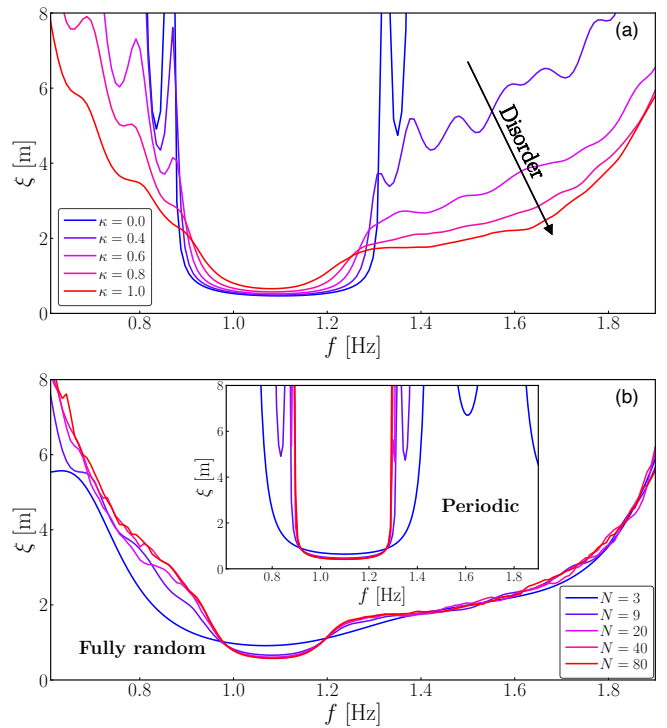 (a)
8
6
4
2
0
ξ [m]
Disorder
κ = 0.0
κ = 0.4
κ = 0.6
κ = 0.8
κ = 1.0
0.8 1.0 1.2 1.4 1.6 1.8
f [Hz]
(b)
8
6
4
2
0
ξ [m]
8
6
4
2
0
ξ [m]
Periodic
0.8 1.0 1.2 1.4 1.6 1.8
f [Hz]
Fully random
N = 3
N = 9
N = 20
N = 40
N = 80
0.8 1.0 1.2 1.4 1.6 1.8
f [Hz]